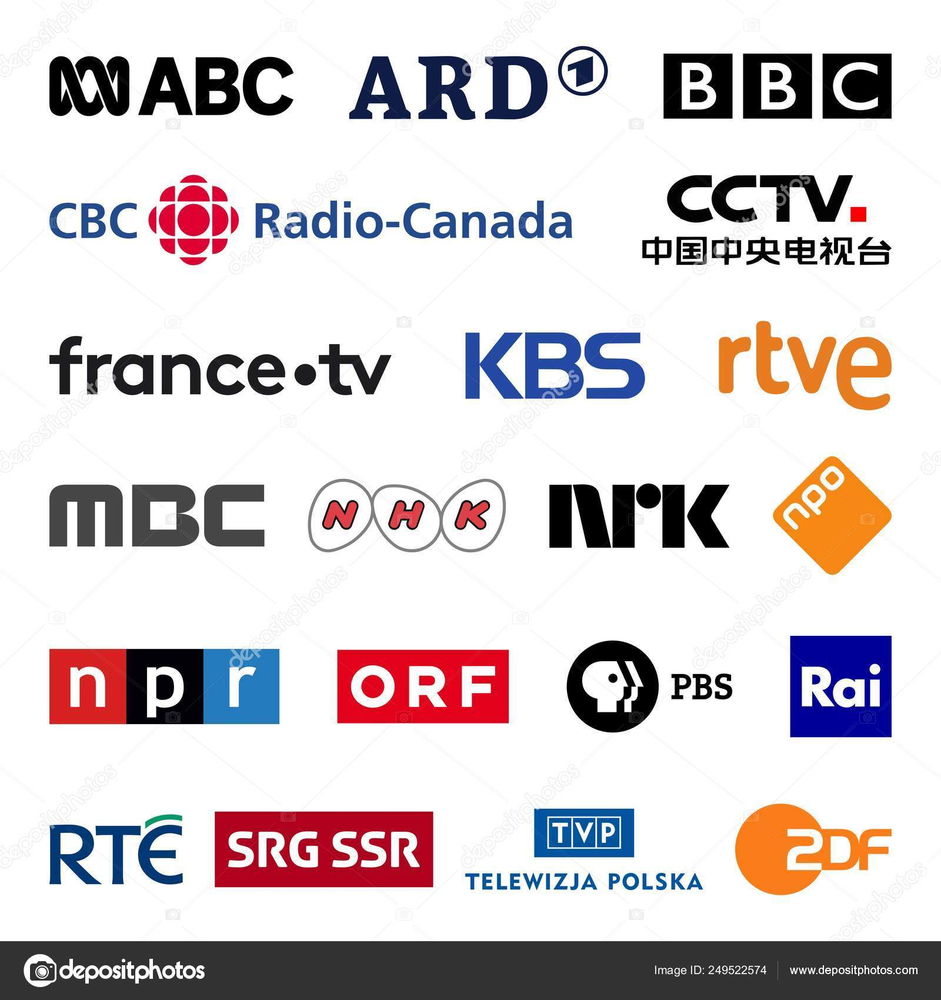 ABC ARD 1 BBC
CBC Radio-Canada CCTV.
中国中央电视台
france•tv KBS rtve
MBC NHK NRK npo
npr ORF PBS Rai
RTÉ SRG SSR TVP
TELEWIZJA POLSKA ZDF
depositphotos Image ID: 249522574 www.depositphotos.com